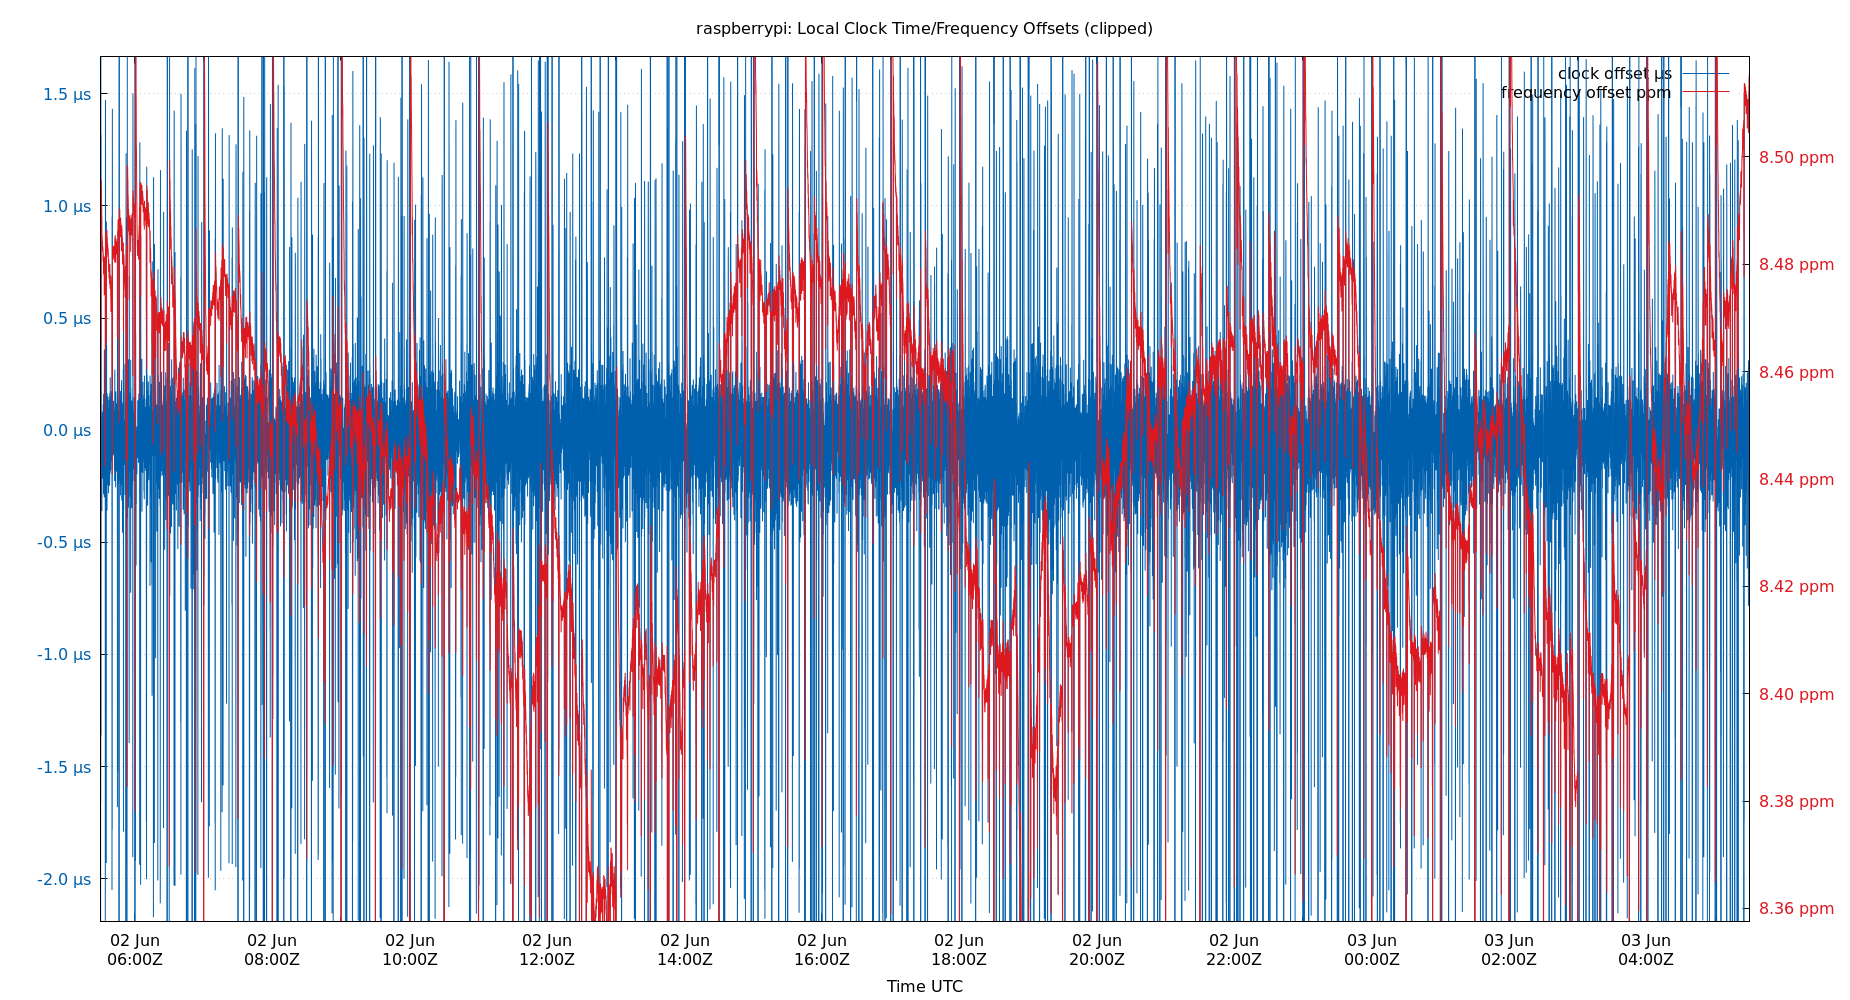 raspberrypi: Local Clock Time/Frequency Offsets (clipped)
clock offset µs
frequency offset ppm
1.5 µs
1.0 µs
0.5 µs
0.0 µs
-0.5 µs
-1.0 µs
-1.5 µs
-2.0 µs
8.50 ppm
8.48 ppm
8.46 ppm
8.44 ppm
8.42 ppm
8.40 ppm
8.38 ppm
8.36 ppm
02 Jun 02 Jun 02 Jun 02 Jun 02 Jun 02 Jun 02 Jun 02 Jun 02 Jun 03 Jun 03 Jun 03 Jun
06:00Z 08:00Z 10:00Z 12:00Z 14:00Z 16:00Z 18:00Z 20:00Z 22:00Z 00:00Z 02:00Z 04:00Z
Time UTC